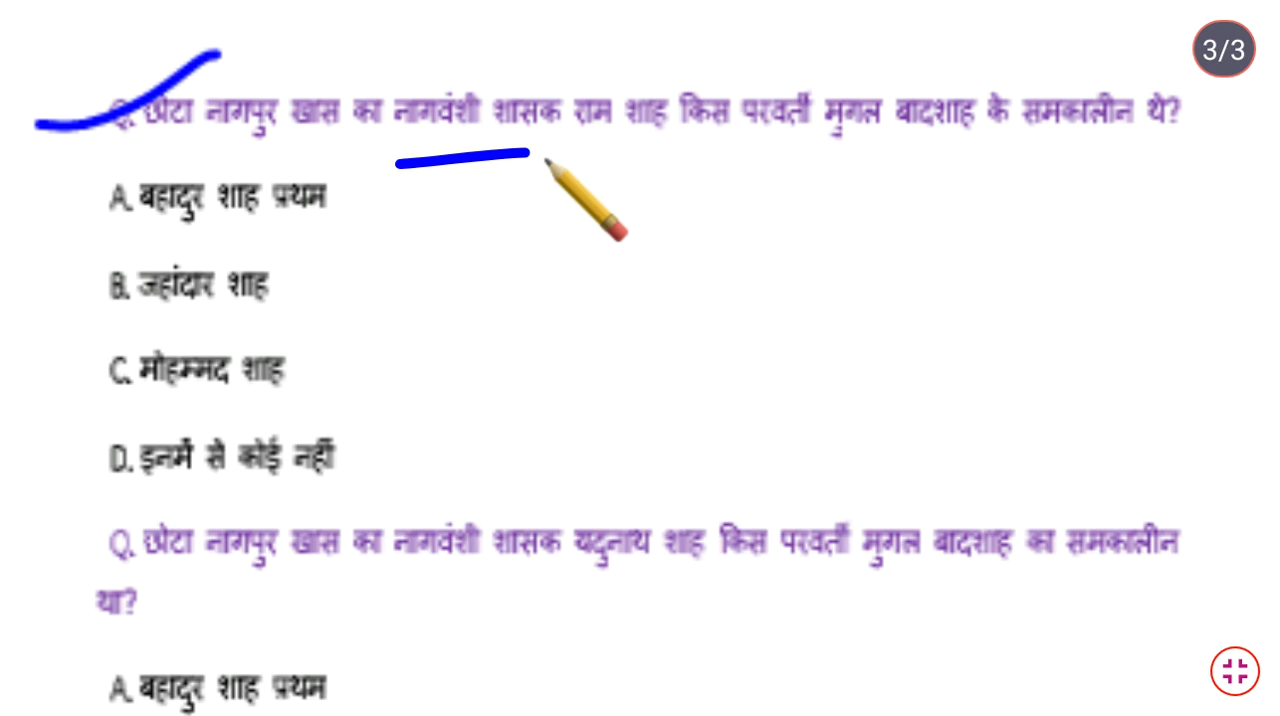 3/3
Q. छोटा नागपुर खास का नागवंशी शासक राम शाह किस परवर्ती मुगल बादशाह के समकालीन थे?
A. बहादुर शाह प्रथम
B. जहांदार शाह
C. मोहम्मद शाह
D. इनमें से कोई नहीं
Q. छोटा नागपुर खास का नागवंशी शासक यदुनाथ शाह किस परवर्ती मुगल बादशाह का समकालीन
था?
A. बहादुर शाह प्रथम